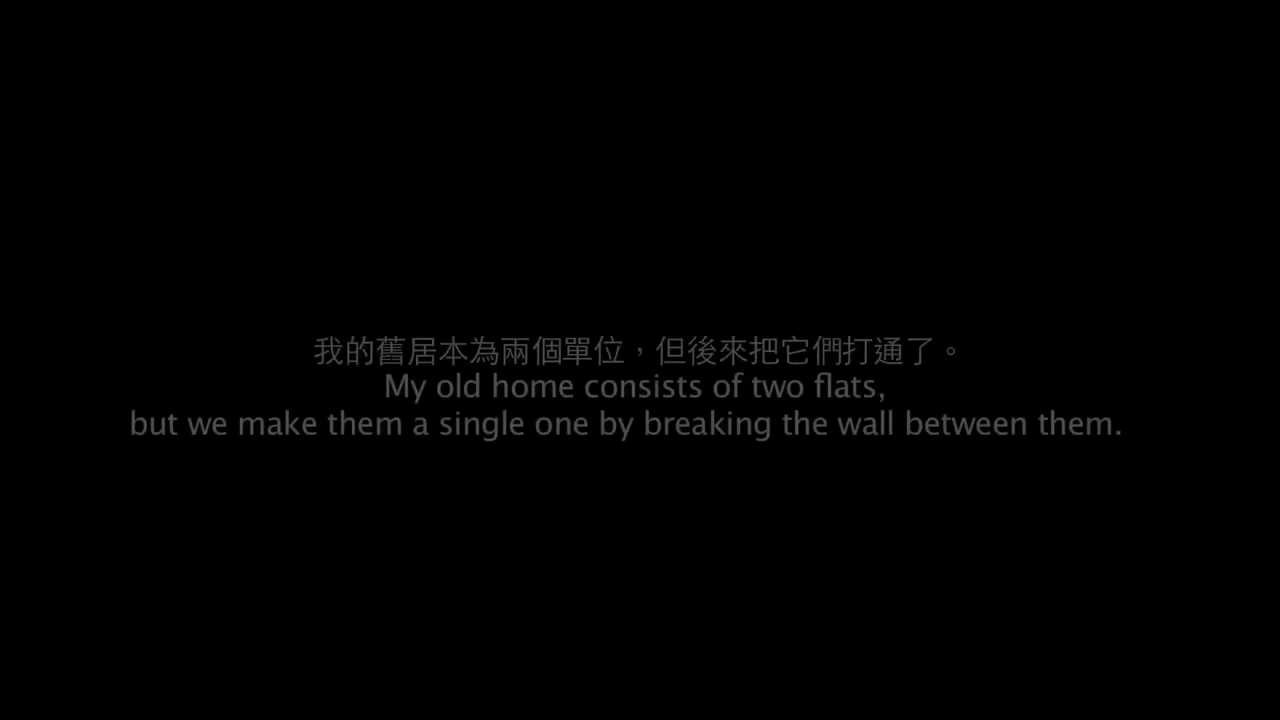 我的舊居本為兩個單位，但後來把它們打通了。
My old home consists of two flats,
but we make them a single one by breaking the wall between them.